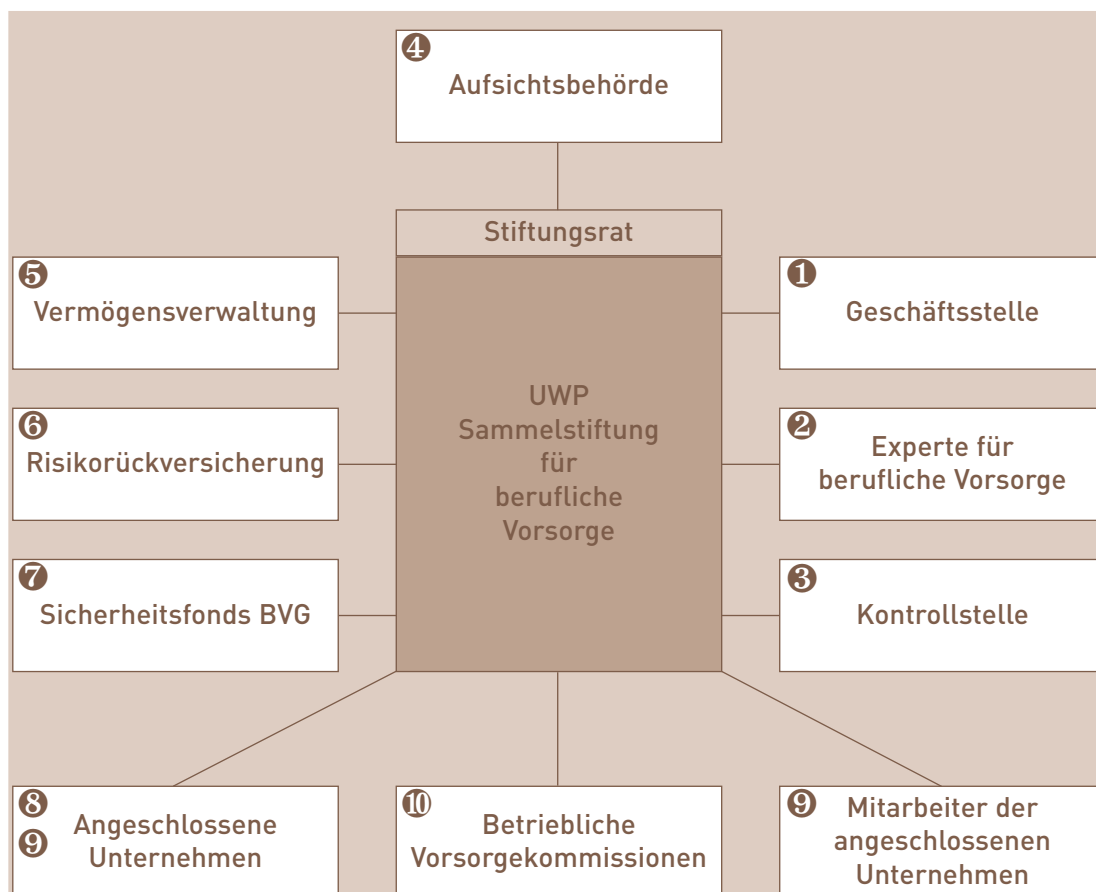 ❹
Aufsichtsbehörde
Stiftungsrat
❺
Vermögensverwaltung
❶
Geschäftsstelle
UWP
Sammelstiftung
für
berufliche
Vorsorge
❻
Risikorückversicherung
❷
Experte für
berufliche Vorsorge
❼
Sicherheitsfonds BVG
❸
Kontrollstelle
❽
❾
Angeschlossene
Unternehmen
❿
Betriebliche
Vorsorgekommissionen
❾
Mitarbeiter der
angeschlossenen
Unternehmen